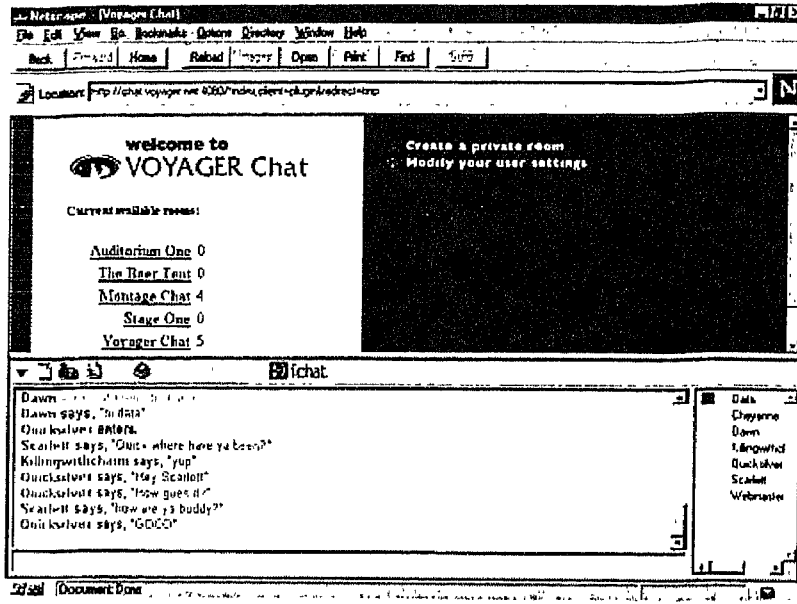 Netscape - [Voyager Chat]
File Edit View Go Bookmarks Options Directory Window Help
Back Forward Home Reload Images Open Print Find Stop
Location: http://chat.voyager.net:4080/
welcome to
VOYAGER Chat
Current available rooms:
Auditorium One 0
The Beer Tent 0
Montage Chat 4
Stage One 0
Voyager Chat 5
Create a private room
Modify your user settings
ichat
Dawn
Dawn says, "hi data"
Quicksilver enters.
Scarlett says, "Quick where have ya been?"
Killingwithcharm says, "yup"
Quicksilver says, "Hey Scarlett"
Quicksilver says, "How goes it?"
Scarlett says, "how are ya buddy?"
Quicksilver says, "GOOD"
Data
Cheyenne
Dawn
Killingwithch
Quicksilver
Scarlett
Webmaster
Document: Done